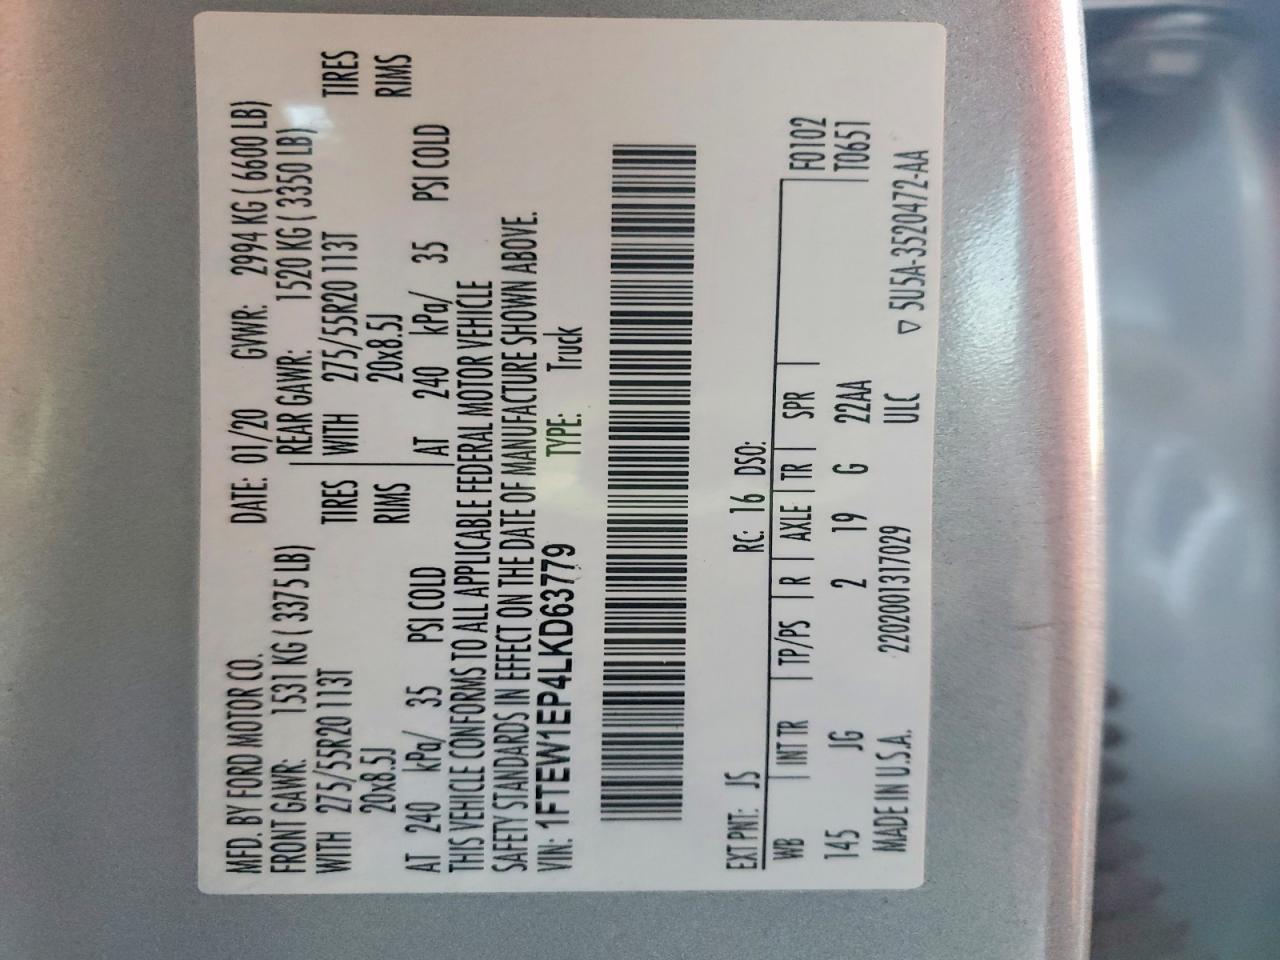 MFD. BY FORD MOTOR CO. DATE: 01/20 GVWR: 2994 KG ( 6600 LB)
FRONT GAWR: 1531 KG ( 3375 LB) REAR GAWR: 1520 KG ( 3350 LB)
WITH 275/55R20 113T TIRES WITH 275/55R20 113T TIRES
20x8.5J RIMS 20x8.5J RIMS
AT 240 kPa/ 35 PSI COLD AT 240 kPa/ 35 PSI COLD
THIS VEHICLE CONFORMS TO ALL APPLICABLE FEDERAL MOTOR VEHICLE
SAFETY STANDARDS IN EFFECT ON THE DATE OF MANUFACTURE SHOWN ABOVE.
VIN: 1FTEW1EP4LKD63779 TYPE: Truck
EXT PNT: JS RC: 16 DSO:
WB INT TR TP/PS R AXLE TR SPR F0102
145 JG 2 19 G 22AA T0651
MADE IN U.S.A. 2202001317029 ULC
▽ 5U5A-3520472-AA